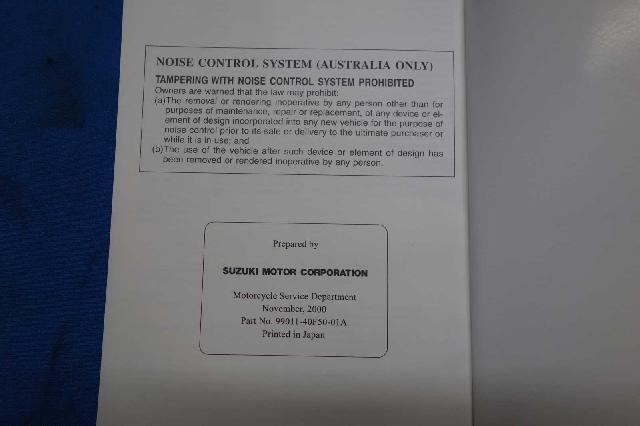 NOISE CONTROL SYSTEM (AUSTRALIA ONLY)
TAMPERING WITH NOISE CONTROL SYSTEM PROHIBITED
Owners are warned that the law may prohibit:
(a)The removal or rendering inoperative by any person other than for
purposes of maintenance, repair or replacement, of any device or el-
ement of design incorporated into any new vehicle for the purpose of
noise control prior to its sale or delivery to the ultimate purchaser or
while it is in use; and
(b)The use of the vehicle after such device or element of design has
been removed or rendered inoperative by any person.
Prepared by
SUZUKI MOTOR CORPORATION
Motorcycle Service Department
November, 2000
Part No. 99011-40F50-01A
Printed in Japan